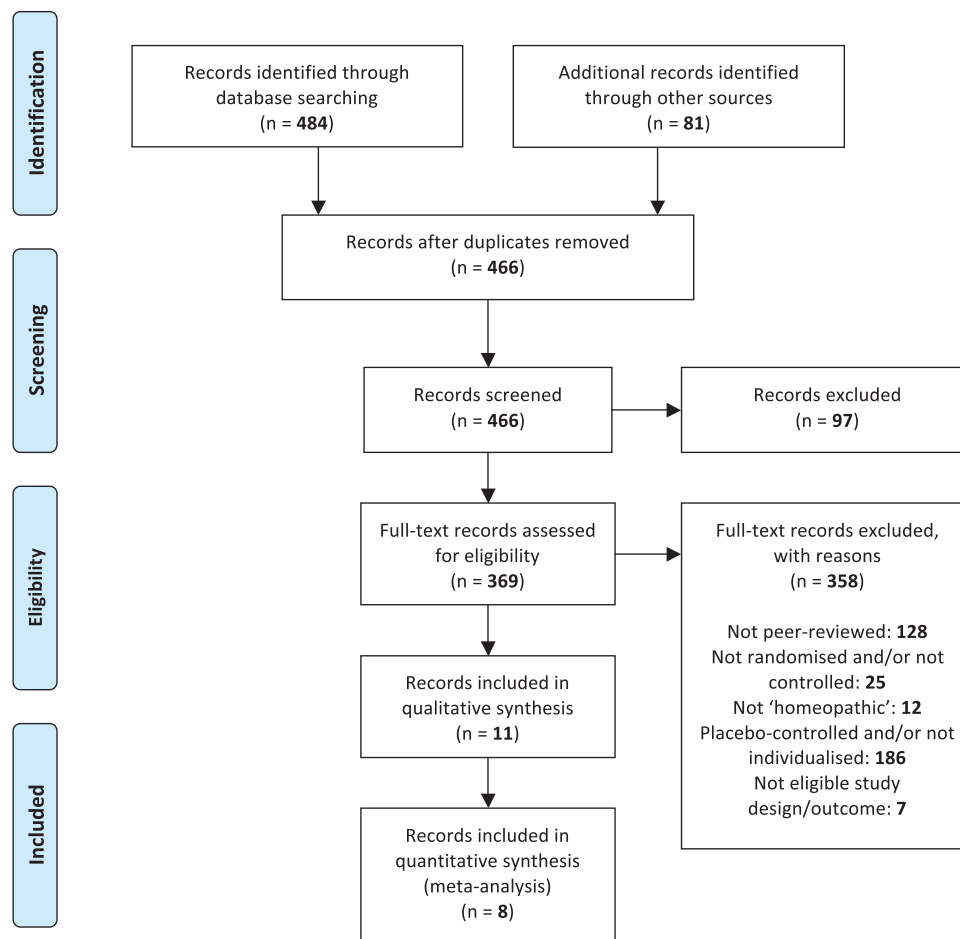 Identification
Records identified through
database searching
(n = 484)
Additional records identified
through other sources
(n = 81)
Records after duplicates removed
(n = 466)
Screening
Records screened
(n = 466)
Records excluded
(n = 97)
Eligibility
Full-text records assessed
for eligibility
(n = 369)
Full-text records excluded,
with reasons
(n = 358)
Not peer-reviewed: 128
Not randomised and/or not
controlled: 25
Not ‘homeopathic’: 12
Placebo-controlled and/or not
individualised: 186
Not eligible study
design/outcome: 7
Records included in
qualitative synthesis
(n = 11)
Included
Records included in
quantitative synthesis
(meta-analysis)
(n = 8)